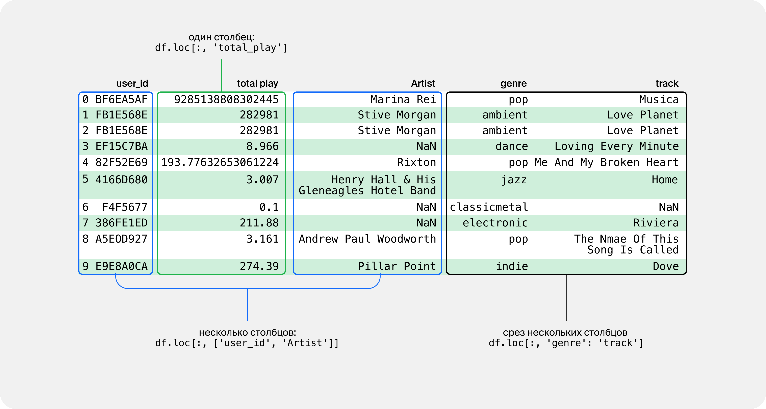 один столбец:
df.loc[:, 'total_play']
user_id total play Artist genre track
0 BF6EA5AF 9285138808302445 Marina Rei pop Musica
1 FB1E568E 282981 Stive Morgan ambient Love Planet
2 FB1E568E 282981 Stive Morgan ambient Love Planet
3 EF15C7BA 8.966 NaN dance Loving Every Minute
4 82F52E69 193.77632653061224 Rixton pop Me And My Broken Heart
5 4166D680 3.007 Henry Hall & His jazz Home
Gleneagles Hotel Band
6 F4F5677 0.1 NaN classicmetal NaN
7 386FE1ED 211.88 NaN electronic Riviera
8 A5EOD927 3.161 Andrew Paul Woodworth pop The Nmae Of This
Song Is Called
9 E9E8A0CA 274.39 Pillar Point indie Dove
несколько столбцов:
df.loc[:, ['user_id', 'Artist']]
срез нескольких столбцов
df.loc[:, 'genre': 'track']